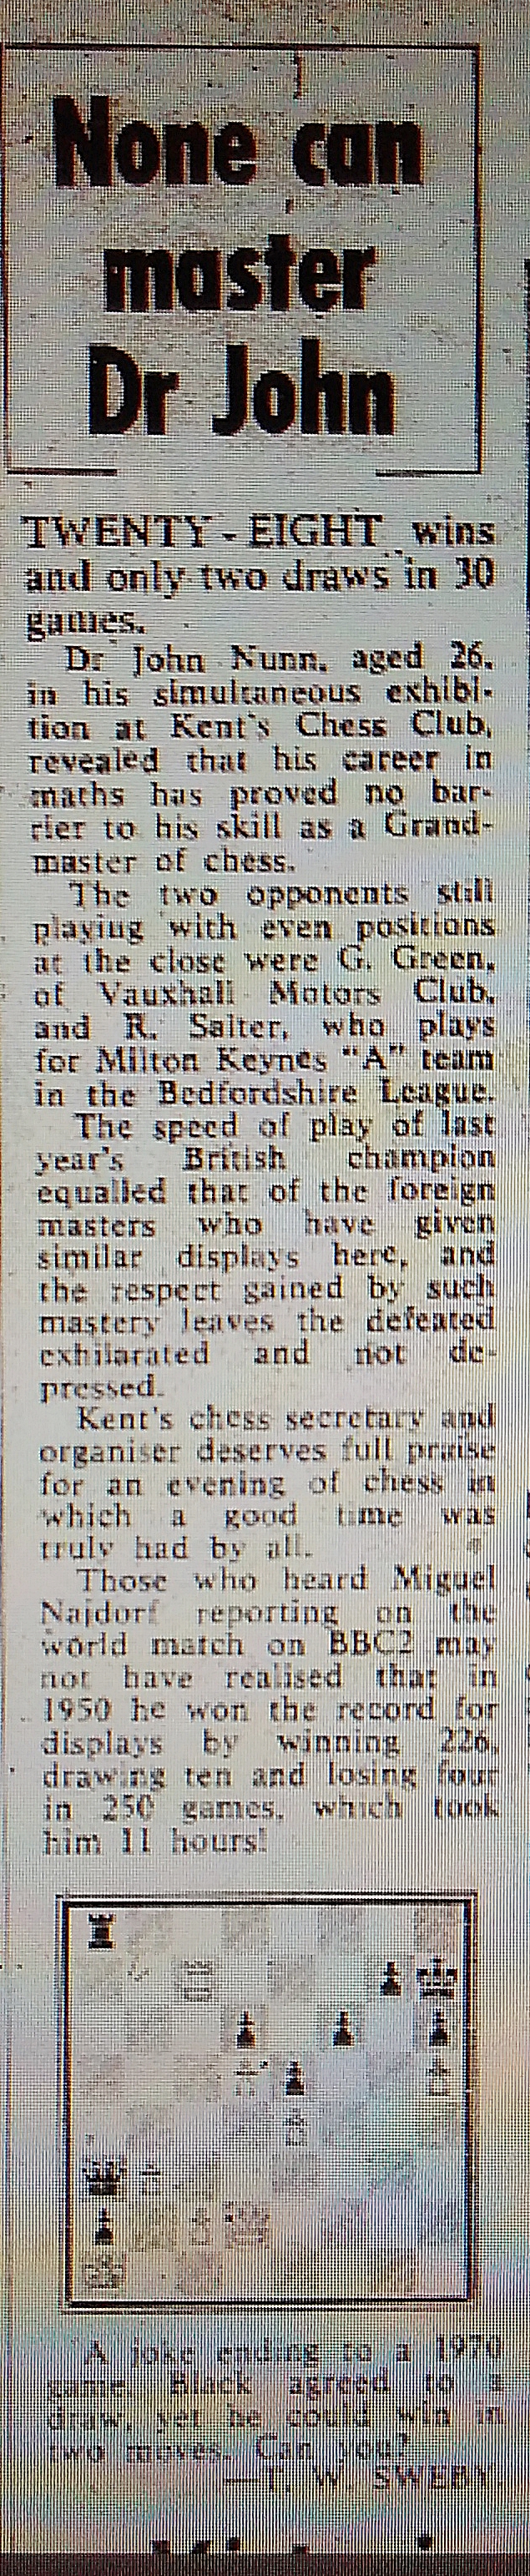 None can
master
Dr John
TWENTY-EIGHT wins
and only two draws in 30
games.
Dr John Nunn, aged 26,
in his simultaneous exhibi-
tion at Kent's Chess Club,
revealed that his career in
maths has proved no bar-
rier to his skill as a Grand-
master of chess.
The two opponents still
playing with even positions
at the close were G. Green,
of Vauxhall Motors Club,
and R. Salter, who plays
for Milton Keynes "A" team
in the Bedfordshire League.
The speed of play of last
year's British champion
equalled that of the foreign
masters who have given
similar displays here, and
the respect gained by such
mastery leaves the defeated
exhilarated and not de-
pressed.
Kent's chess secretary and
organiser deserves full praise
for an evening of chess in
which a good time was
truly had by all.
Those who heard Miguel
Najdorf reporting on the
world match on BBC2 may
not have realised that in
1950 he won the record for
displays by winning 226,
drawing ten and losing four
in 250 games, which took
him 11 hours!
A joke ending to a 1970
game. Black agreed to a
draw, yet he could win in
two moves. Can you?
—T. W. SWEBY.